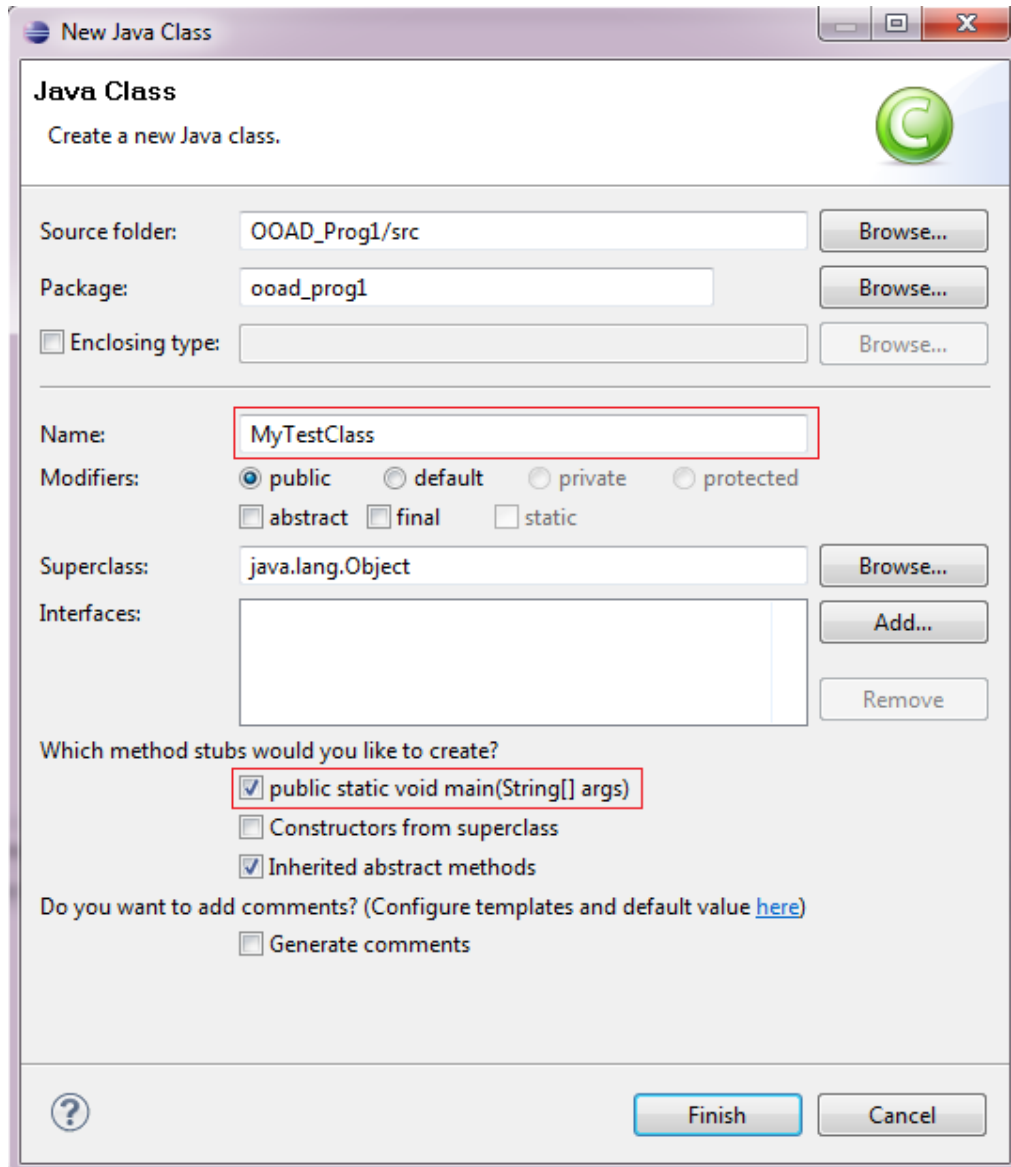 New Java Class
Java Class
Create a new Java class.
C
Source folder: OOAD_Prog1/src Browse...
Package: ooad_prog1 Browse...
Enclosing type: Browse...
Name: MyTestClass
Modifiers: public default private protected
abstract final static
Superclass: java.lang.Object Browse...
Interfaces: Add...
Remove
Which method stubs would you like to create?
public static void main(String[] args)
Constructors from superclass
Inherited abstract methods
Do you want to add comments? (Configure templates and default value here)
Generate comments
? Finish Cancel